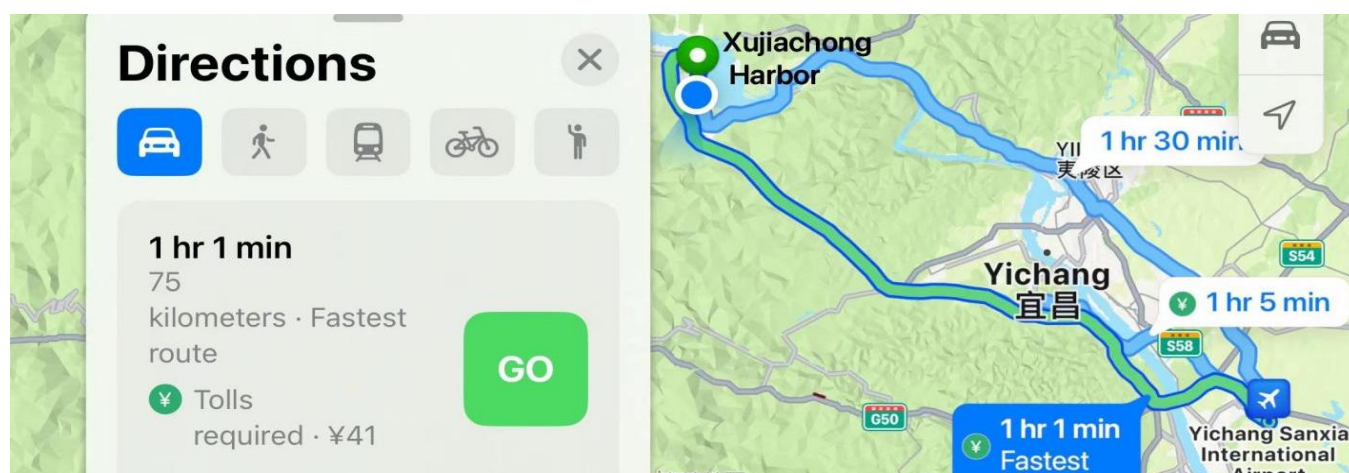 Directions
1 hr 1 min
75
kilometers · Fastest
route
¥ Tolls
required · ¥41
GO
Xujiachong
Harbor
1 hr 30 min
夷陵区
Yichang
宜昌
S54
¥ 1 hr 5 min
S58
G50
¥ 1 hr 1 min
Fastest
Yichang Sanxia
International
Airport